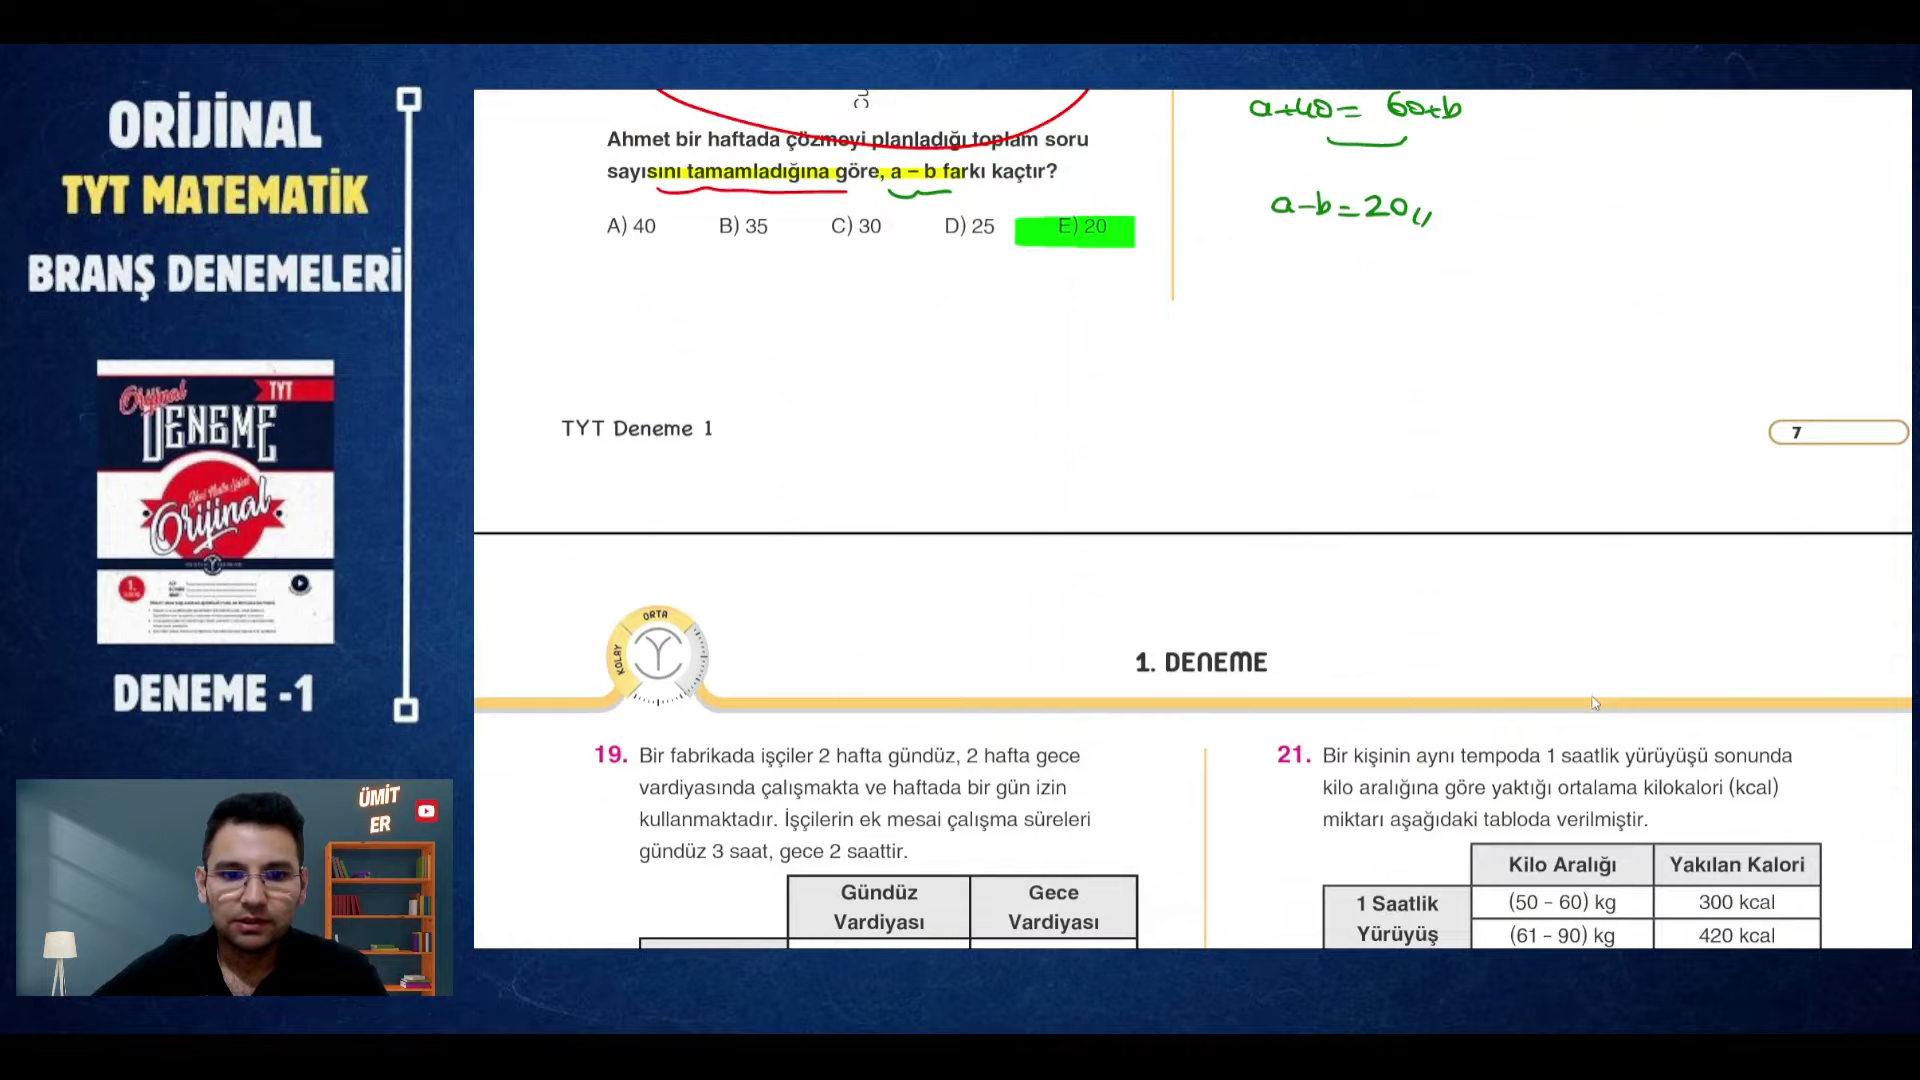 ORİJİNAL
TYT MATEMATİK
BRANŞ DENEMELERİ
Orijinal
TYT
DENEME
Orijinal
1.
DENEME -1
ÜMİT
ER
a+40= 60+b
Ahmet bir haftada çözmeyi planladığı toplam soru
sayısını tamamladığına göre, a – b farkı kaçtır?
a-b=20
A) 40 B) 35 C) 30 D) 25 E) 20
TYT Deneme 1
7
KOLAY
ORTA
1. DENEME
19. Bir fabrikada işçiler 2 hafta gündüz, 2 hafta gece
vardiyasında çalışmakta ve haftada bir gün izin
kullanmaktadır. İşçilerin ek mesai çalışma süreleri
gündüz 3 saat, gece 2 saattir.
Gündüz
Vardiyası
Gece
Vardiyası
21. Bir kişinin aynı tempoda 1 saatlik yürüyüşü sonunda
kilo aralığına göre yaktığı ortalama kilokalori (kcal)
miktarı aşağıdaki tabloda verilmiştir.
Kilo Aralığı Yakılan Kalori
1 Saatlik
Yürüyüş
(50 – 60) kg 300 kcal
(61 – 90) kg 420 kcal